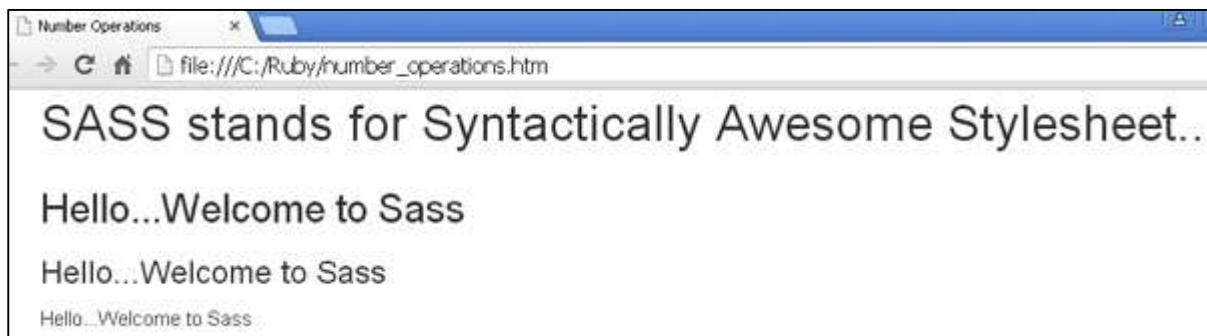 Number Operations
file:///C:/Ruby/number_operations.htm
SASS stands for Syntactically Awesome Stylesheet..
Hello...Welcome to Sass
Hello...Welcome to Sass
Hello...Welcome to Sass